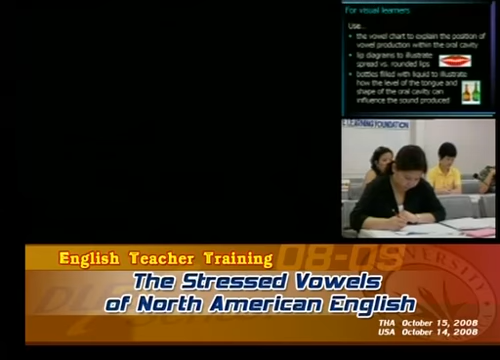 For visual learners
Use...
• the vowel chart to explain the position of
vowel production within the oral cavity
• lip diagrams to illustrate
spread vs. rounded lips
• bottles filled with liquid to illustrate
how the level of the tongue and
shape of the oral cavity can
influence the sound produced
LEARNING FOUNDATION
English Teacher Training
08-09
The Stressed Vowels
of North American English
THA October 15, 2008
USA October 14, 2008